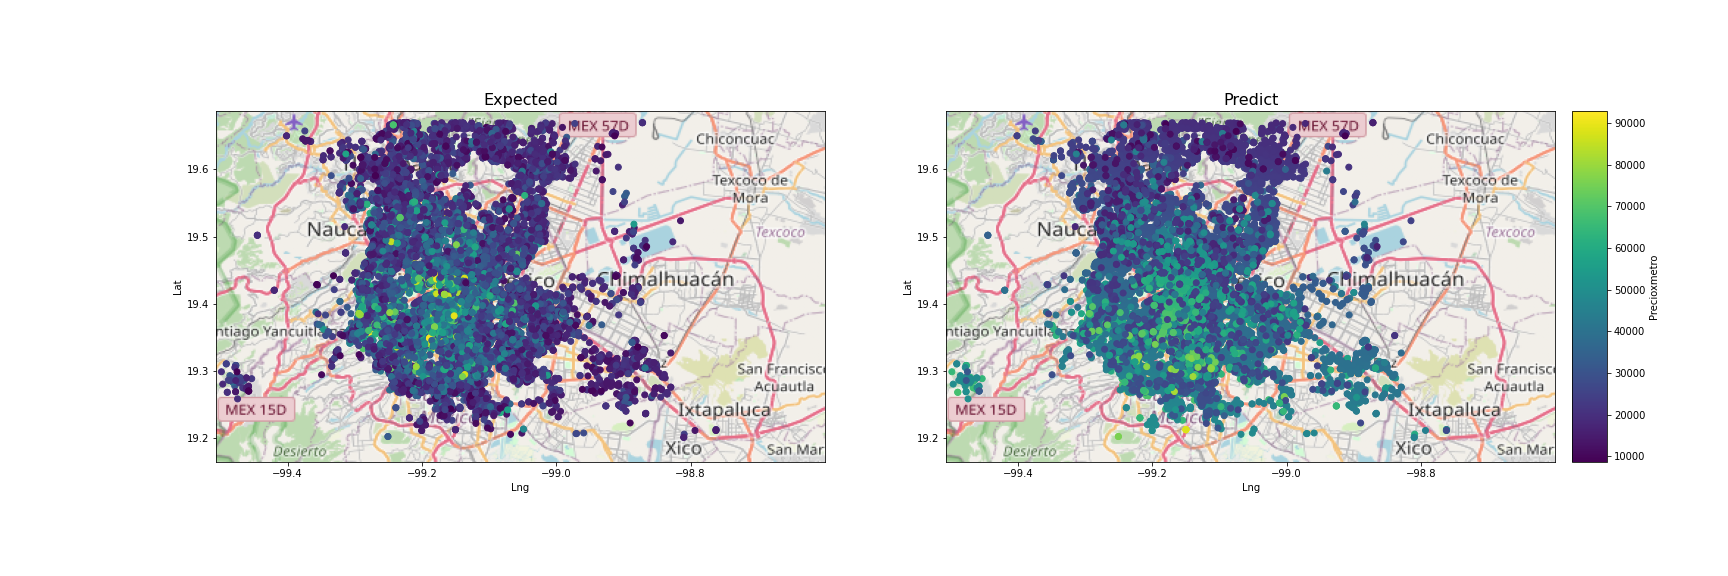 Expected
MEX 57D
Chiconcuac
Texcoco de
Mora
Nauca
Texcoco
co
Chimalhuacán
ntiago Yancuitla
San Francisco
Acuautla
MEX 15D
Ixtapaluca
Desierto
Xico
San Mar
19.6
19.5
19.4
19.3
19.2
Lat
−99.4
−99.2
−99.0
−98.8
Lng
Predict
MEX 57D
Chiconcuac
Texcoco de
Mora
Nauca
Texcoco
co
Chimalhuacán
ntiago Yancuitla
San Francisco
Acuautla
MEX 15D
Ixtapaluca
Desierto
Xico
San Mar
19.6
19.5
19.4
19.3
19.2
Lat
−99.4
−99.2
−99.0
−98.8
Lng
90000
80000
70000
60000
50000
40000
30000
20000
10000
Precioxmetro